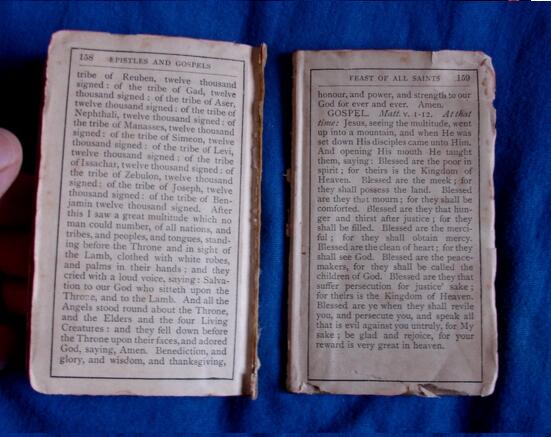 158 EPISTLES AND GOSPELS
tribe of Reuben, twelve thousand
signed: of the tribe of Gad, twelve
thousand signed: of the tribe of Aser,
twelve thousand signed: of the tribe of
Nephthali, twelve thousand signed: of
the tribe of Manasses, twelve thousand
signed: of the tribe of Simeon, twelve
thousand signed: of the tribe of Levi,
twelve thousand signed: of the tribe
of Issachar, twelve thousand signed: of
the tribe of Zebulon, twelve thousand
signed: of the tribe of Joseph, twelve
thousand signed: of the tribe of Ben-
jamin twelve thousand signed. After
this I saw a great multitude which no
man could number, of all nations, and
tribes, and peoples, and tongues, stand-
ing before the Throne and in sight of
the Lamb, clothed with white robes,
and palms in their hands; and they
cried with a loud voice, saying: Salva-
tion to our God who sitteth upon the
Throne, and to the Lamb. And all the
Angels stood round about the Throne,
and the Elders and the four Living
Creatures: and they fell down before
the Throne upon their faces, and adored
God, saying, Amen. Benediction, and
glory, and wisdom, and thanksgiving,
FEAST OF ALL SAINTS 159
honour, and power, and strength to our
God for ever and ever. Amen.
GOSPEL. Matt. v. 1-12. At that
time: Jesus, seeing the multitude, went
up into a mountain, and when He was
set down His disciples came unto Him.
And opening His mouth He taught
them, saying: Blessed are the poor in
spirit; for theirs is the Kingdom of
Heaven. Blessed are the meek; for
they shall possess the land. Blessed
are they that mourn; for they shall be
comforted. Blessed are they that hun-
ger and thirst after justice; for they
shall be filled. Blessed are the merci-
ful; for they shall obtain mercy.
Blessed are the clean of heart; for they
shall see God. Blessed are the peace-
makers, for they shall be called the
children of God. Blessed are they that
suffer persecution for justice' sake;
for theirs is the Kingdom of Heaven.
Blessed are ye when they shall revile
you, and persecute you, and speak all
that is evil against you untruly, for My
sake; be glad and rejoice, for your
reward is very great in heaven.